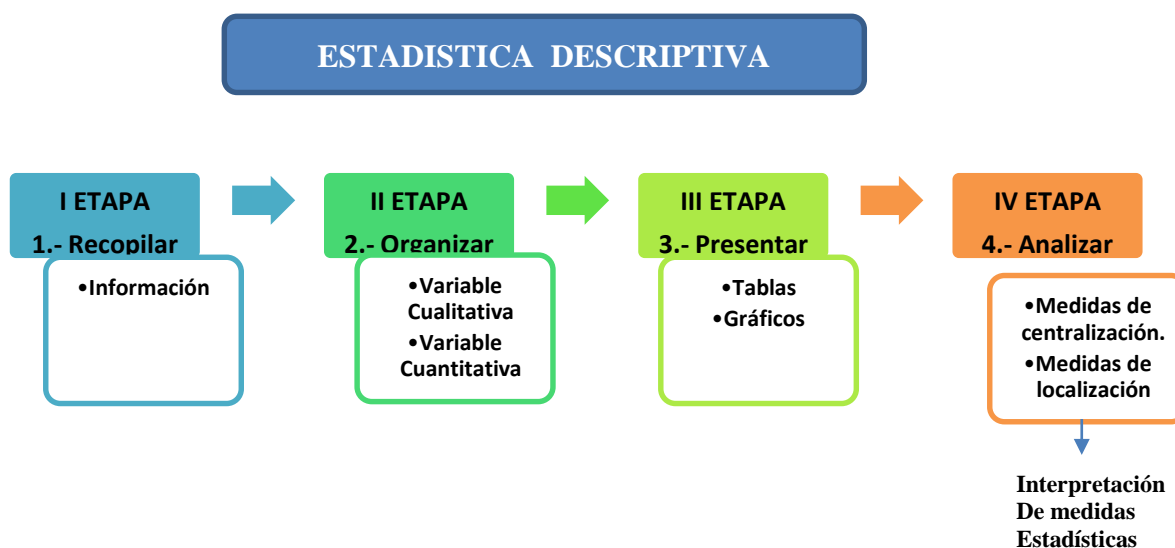 ESTADISTICA DESCRIPTIVA
I ETAPA
1.- Recopilar
•Información
II ETAPA
2.- Organizar
•Variable
Cualitativa
•Variable
Cuantitativa
III ETAPA
3.- Presentar
•Tablas
•Gráficos
IV ETAPA
4.- Analizar
•Medidas de
centralización.
•Medidas de
localización
Interpretación
De medidas
Estadísticas